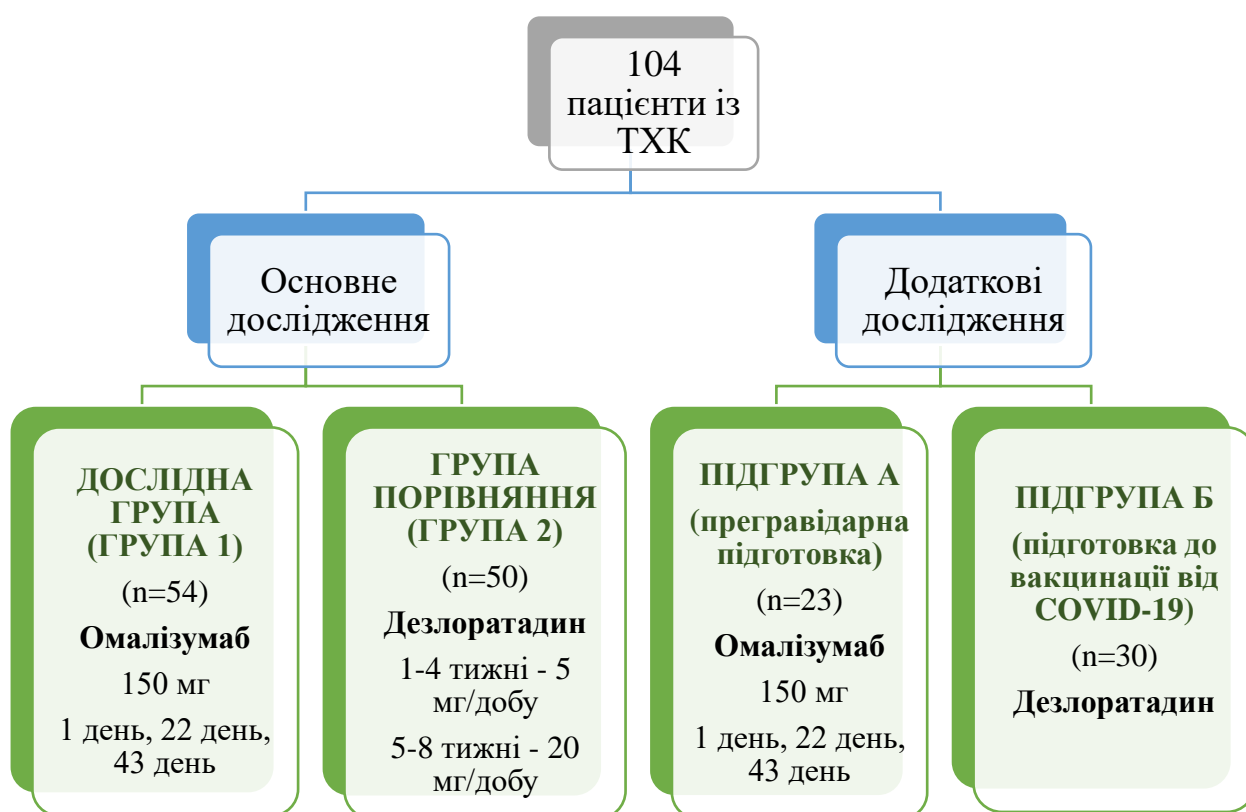 104
пацієнти із
ТХК
Основне
дослідження
Додаткові
дослідження
ДОСЛІДНА
ГРУПА
(ГРУПА 1)
(n=54)
Омалізумаб
150 мг
1 день, 22 день,
43 день
ГРУПА
ПОРІВНЯННЯ
(ГРУПА 2)
(n=50)
Дезлоратадин
1-4 тижні - 5
мг/добу
5-8 тижні - 20
мг/добу
ПІДГРУПА А
(прегравідарна
підготовка)
(n=23)
Омалізумаб
150 мг
1 день, 22 день,
43 день
ПІДГРУПА Б
(підготовка до
вакцинації від
COVID-19)
(n=30)
Дезлоратадин